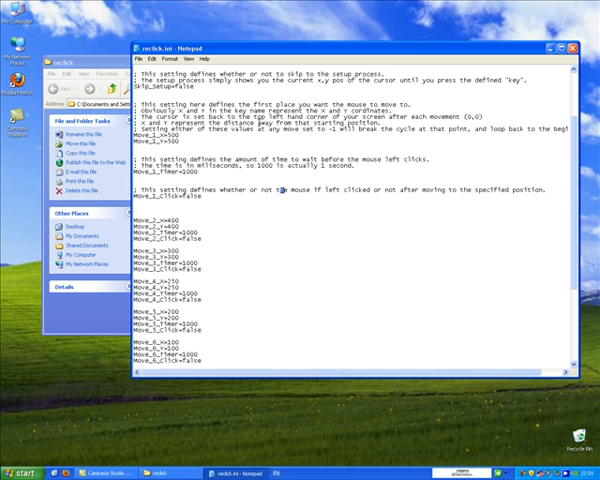 My Computer
My Network Places
Mozilla Firefox
Camtasia Studio
reclick
File Edit View
Back
Address C:\Documents and Sett
File and Folder Tasks
Rename this file
Move this file
Copy this file
Publish this file to the Web
E-mail this file
Print this file
Delete this file
Other Places
Desktop
My Documents
Shared Documents
My Computer
My Network Places
Details
reclick.ini - Notepad
File Edit Format View Help
; This setting defines whether or not to skip to the setup process.
; The setup process simply shows you the current x,y pos of the cursor until you press the defined "key".
Skip_Setup=false
; This setting here defines the first place you want the mouse to move to.
; Obviously X and Y in the key name represent the X and Y cordinates.
; The cursor is set back to the top left hand corner of your screen after each movement (0,0)
; X and Y represent the distance away from that starting position.
; Setting either of these values at any move set to -1 will break the cycle at that point, and loop back to the begi
Move_1_X=500
Move_1_Y=500
; This setting defines the amount of time to wait before the mouse left clicks.
; The time is in miliseconds, so 1000 is actually 1 second.
Move_1_Timer=1000
; This setting defines whether or not the mouse if left clicked or not after moving to the specified position.
Move_1_Click=false
Move_2_X=400
Move_2_Y=400
Move_2_Timer=1000
Move_2_Click=false
Move_3_X=300
Move_3_Y=300
Move_3_Timer=1000
Move_3_Click=false
Move_4_X=250
Move_4_Y=250
Move_4_Timer=1000
Move_4_Click=false
Move_5_X=200
Move_5_Y=200
Move_5_Timer=1000
Move_5_Click=false
Move_6_X=100
Move_6_Y=100
Move_6_Timer=1000
Move_6_Click=false
Recycle Bin
start
Camtasia Studio ...
reclick
reclick.ini - Notepad
EN